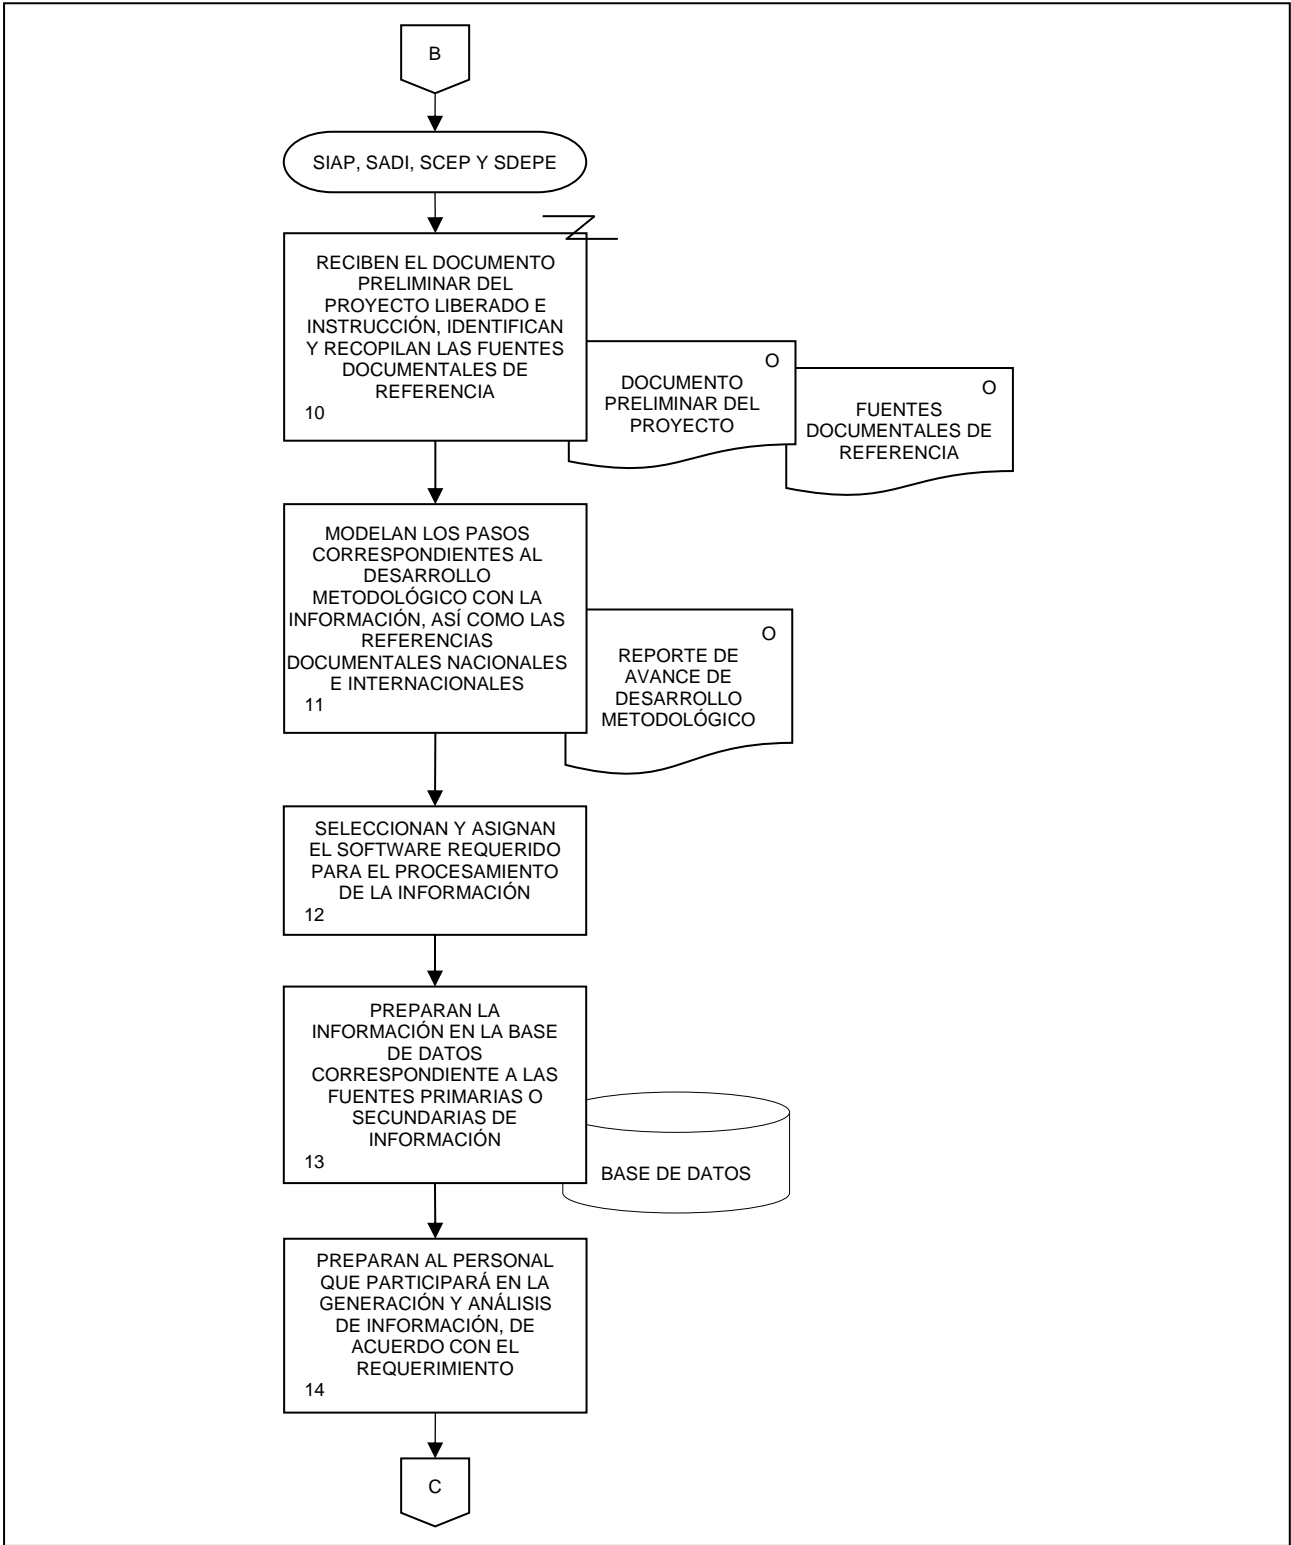 B
SIAP, SADI, SCEP Y SDEPE
RECIBEN EL DOCUMENTO
PRELIMINAR DEL
PROYECTO LIBERADO E
INSTRUCCIÓN, IDENTIFICAN
Y RECOPILAN LAS FUENTES
DOCUMENTALES DE
REFERENCIA
10
O
DOCUMENTO
PRELIMINAR DEL
PROYECTO
O
FUENTES
DOCUMENTALES DE
REFERENCIA
MODELAN LOS PASOS
CORRESPONDIENTES AL
DESARROLLO
METODOLÓGICO CON LA
INFORMACIÓN, ASÍ COMO LAS
REFERENCIAS
DOCUMENTALES NACIONALES
E INTERNACIONALES
11
O
REPORTE DE
AVANCE DE
DESARROLLO
METODOLÓGICO
SELECCIONAN Y ASIGNAN
EL SOFTWARE REQUERIDO
PARA EL PROCESAMIENTO
DE LA INFORMACIÓN
12
PREPARAN LA
INFORMACIÓN EN LA BASE
DE DATOS
CORRESPONDIENTE A LAS
FUENTES PRIMARIAS O
SECUNDARIAS DE
INFORMACIÓN
13
BASE DE DATOS
PREPARAN AL PERSONAL
QUE PARTICIPARÁ EN LA
GENERACIÓN Y ANÁLISIS
DE INFORMACIÓN, DE
ACUERDO CON EL
REQUERIMIENTO
14
C